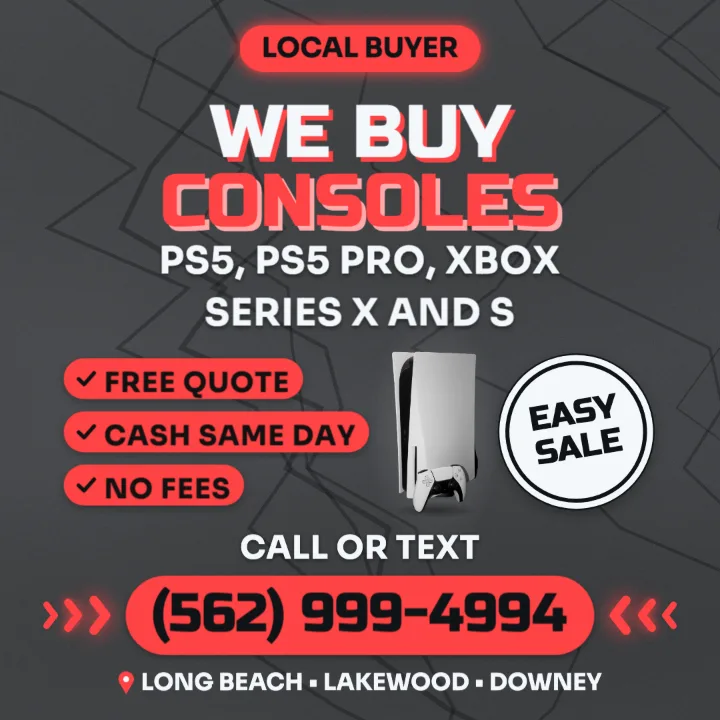 LOCAL BUYER
WE BUY
CONSOLES
PS5, PS5 PRO, XBOX
SERIES X AND S
FREE QUOTE
CASH SAME DAY
NO FEES
EASY
SALE
CALL OR TEXT
(562) 999-4994
LONG BEACH ▪ LAKEWOOD ▪ DOWNEY